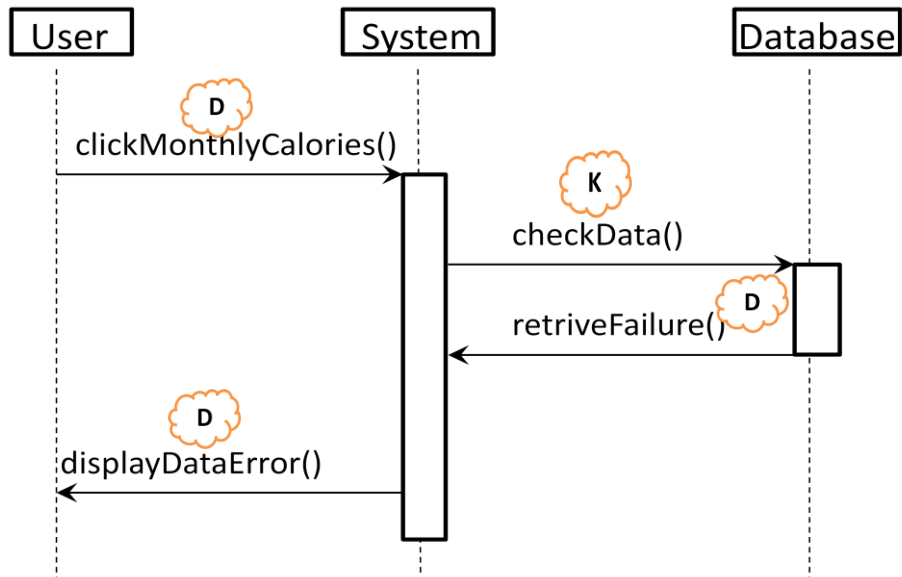 User
System
Database
D
clickMonthlyCalories()
K
checkData()
D
retriveFailure()
D
displayDataError()